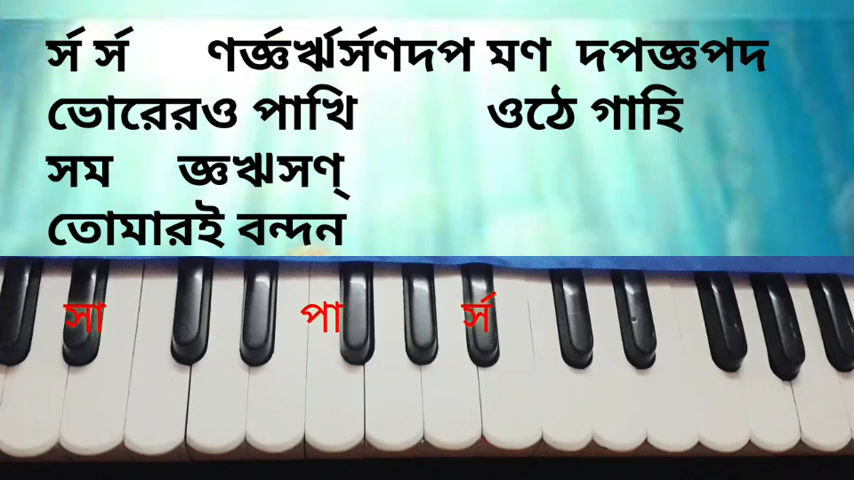 র্স র্স ণর্জ্ঞর্ঋর্সণদপ মণ দপজ্ঞপদ
ভোরেরও পাখি ওঠে গাহি
সম জ্ঞঋসণ্
তোমারই বন্দন
সা পা র্স